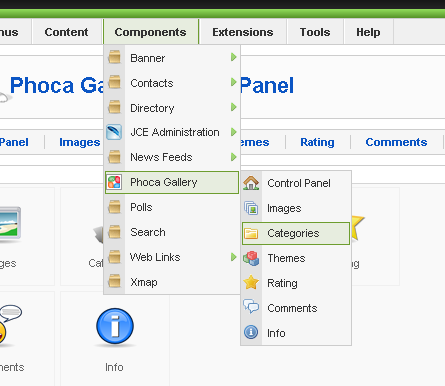 nus Content Components Extensions Tools Help
Banner
Phoca Ga Panel
Contacts
Directory
Panel Images JCE Administration emes Rating Comments
News Feeds
Phoca Gallery Control Panel
Polls Images
Search Categories
ges Cat Web Links Themes
Xmap Rating
Comments
Info
nents Info